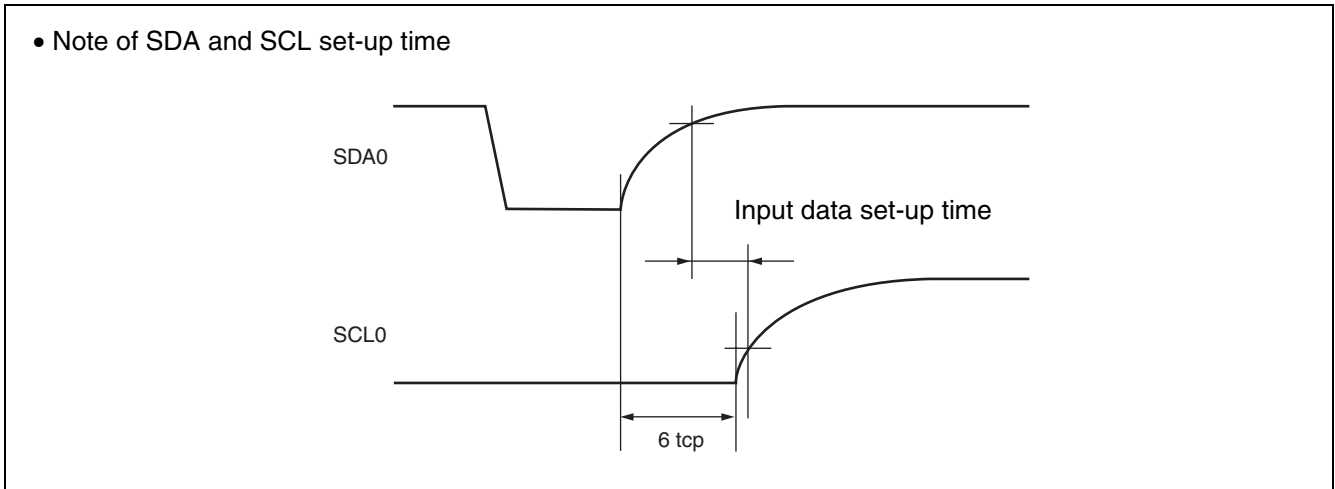 • Note of SDA and SCL set-up time
SDA0
Input data set-up time
SCL0
6 tcp